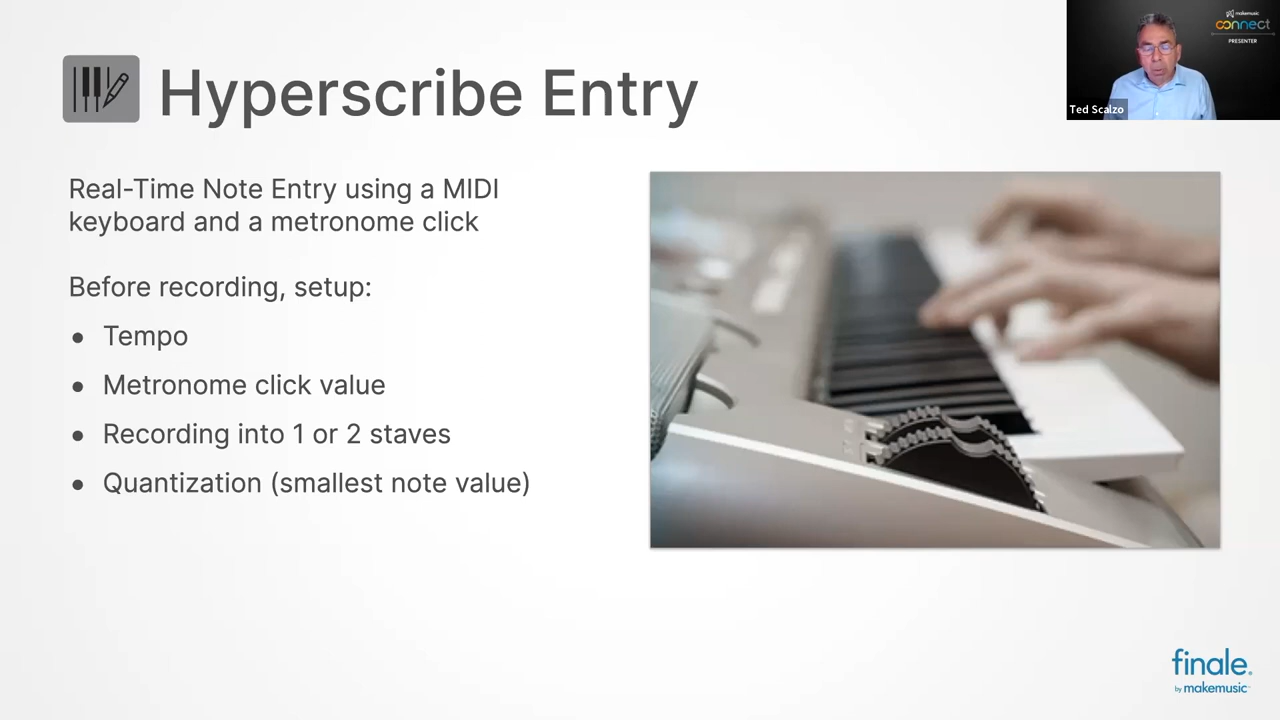 Hyperscribe Entry
makemusic
connect
PRESENTER
Ted Scalzo
Real-Time Note Entry using a MIDI
keyboard and a metronome click
Before recording, setup:
• Tempo
• Metronome click value
• Recording into 1 or 2 staves
• Quantization (smallest note value)
finale®
by makemusic™